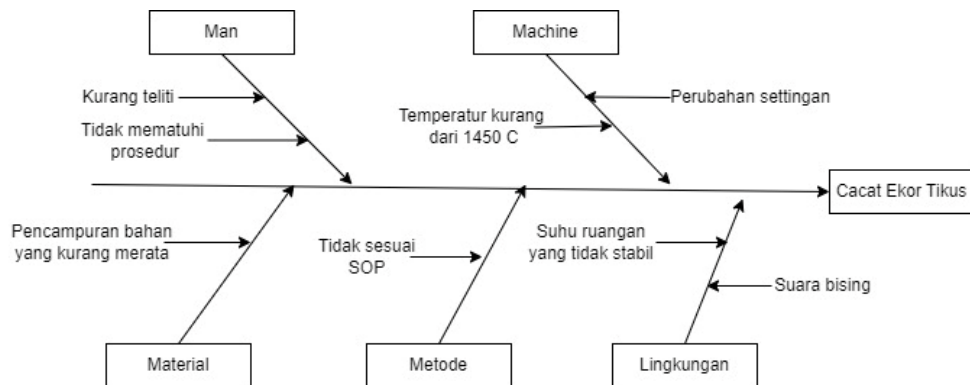 Man
Machine
Kurang teliti
Perubahan settingan
Temperatur kurang
dari 1450 C
Tidak mematuhi
prosedur
Cacat Ekor Tikus
Pencampuran bahan
yang kurang merata
Tidak sesuai
SOP
Suhu ruangan
yang tidak stabil
Suara bising
Material
Metode
Lingkungan